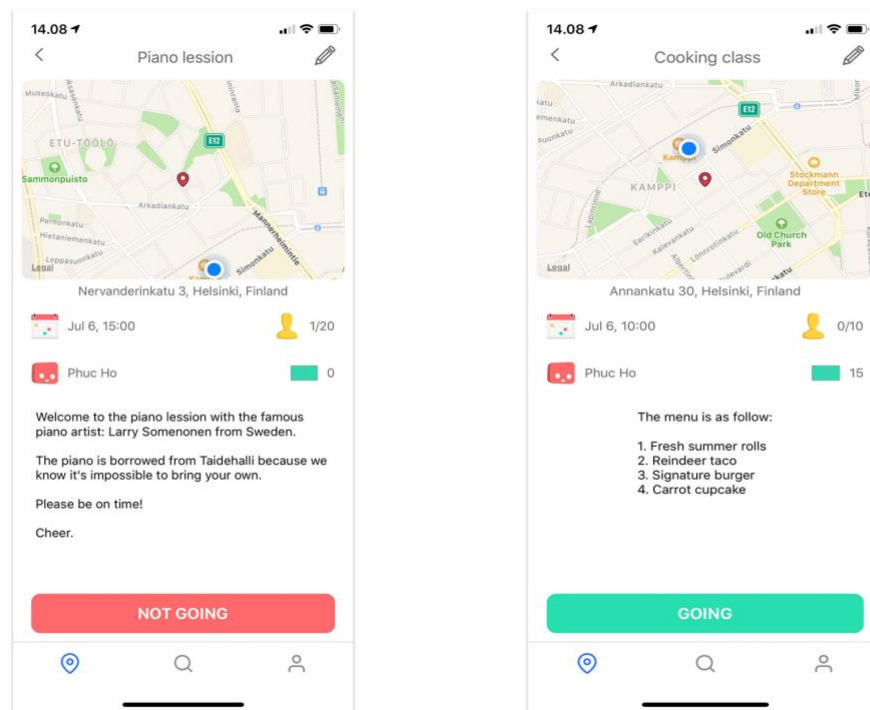 14.08
Piano lession
Museokatu
ETU-TÖÖLÖ
E12
Sammonpuisto
Arkadiankatu
Pernonkatu
Hietaniemenkatu
Leppäsuonkatu
Mannerheimintie
Simonkatu
Legal
Nervanderinkatu 3, Helsinki, Finland
Jul 6, 15:00
1/20
Phuc Ho
0
Welcome to the piano lession with the famous
piano artist: Larry Somenonen from Sweden.
The piano is borrowed from Taidehalli because we
know it's impossible to bring your own.
Please be on time!
Cheer.
NOT GOING
14.08
Cooking class
Arkadiankatu
E12
Simonkatu
KAMPPI
Stockmann
Department
Store
Lapinrinne
Eerikinkatu
Kalevankatu
Lönnrotinkatu
Old Church
Park
Legal
Annankatu 30, Helsinki, Finland
Jul 6, 10:00
0/10
Phuc Ho
15
The menu is as follow:
1. Fresh summer rolls
2. Reindeer taco
3. Signature burger
4. Carrot cupcake
GOING